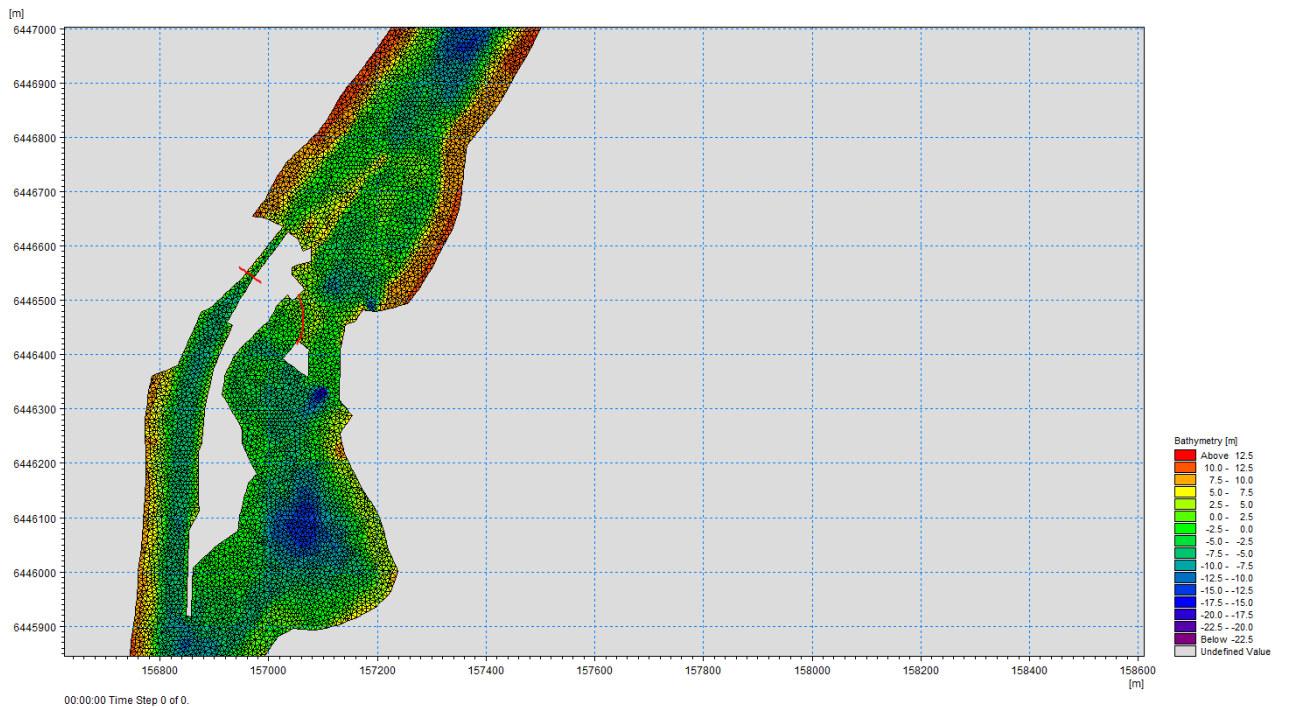 [m]
6447000
6446900
6446800
6446700
6446600
6446500
6446400
6446300
6446200
6446100
6446000
6445900
156800 157000 157200 157400 157600 157800 158000 158200 158400 158600
[m]
00:00:00 Time Step 0 of 0.
Bathymetry [m]
Above 12.5
10.0 - 12.5
7.5 - 10.0
5.0 - 7.5
2.5 - 5.0
0.0 - 2.5
-2.5 - 0.0
-5.0 - -2.5
-7.5 - -5.0
-10.0 - -7.5
-12.5 - -10.0
-15.0 - -12.5
-17.5 - -15.0
-20.0 - -17.5
-22.5 - -20.0
Below -22.5
Undefined Value